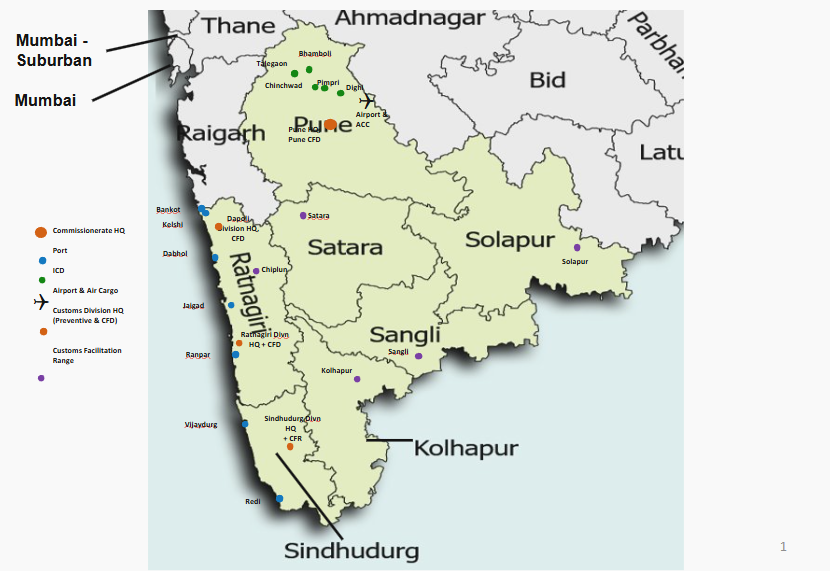 Ahmadnagar
Thane
Parbhan
Mumbai -
Suburban
Bhamboli
Talegaon
Bid
Chinchwad
Pimpri
Dighi
Mumbai
Airport &
ACC
Raigarh
Pune
Pune HQ
Pune CFD
Latu
Bankot
Kelshi
Dapoli
Division HQ
CFD
Satara
Commissionerate HQ
Satara
Solapur
Port
Dabhol
Solapur
ICD
Chiplun
Ratnagiri
Airport & Air Cargo
Jaigad
Customs Division HQ
(Preventive & CFD)
Ratnagiri Divn
HQ + CFD
Sangli
Sangli
Customs Facilitation
Range
Ranpar
Kolhapur
Vijaydurg
Sindhudurg Divn
HQ
+ CFR
Kolhapur
Redi
Sindhudurg
1